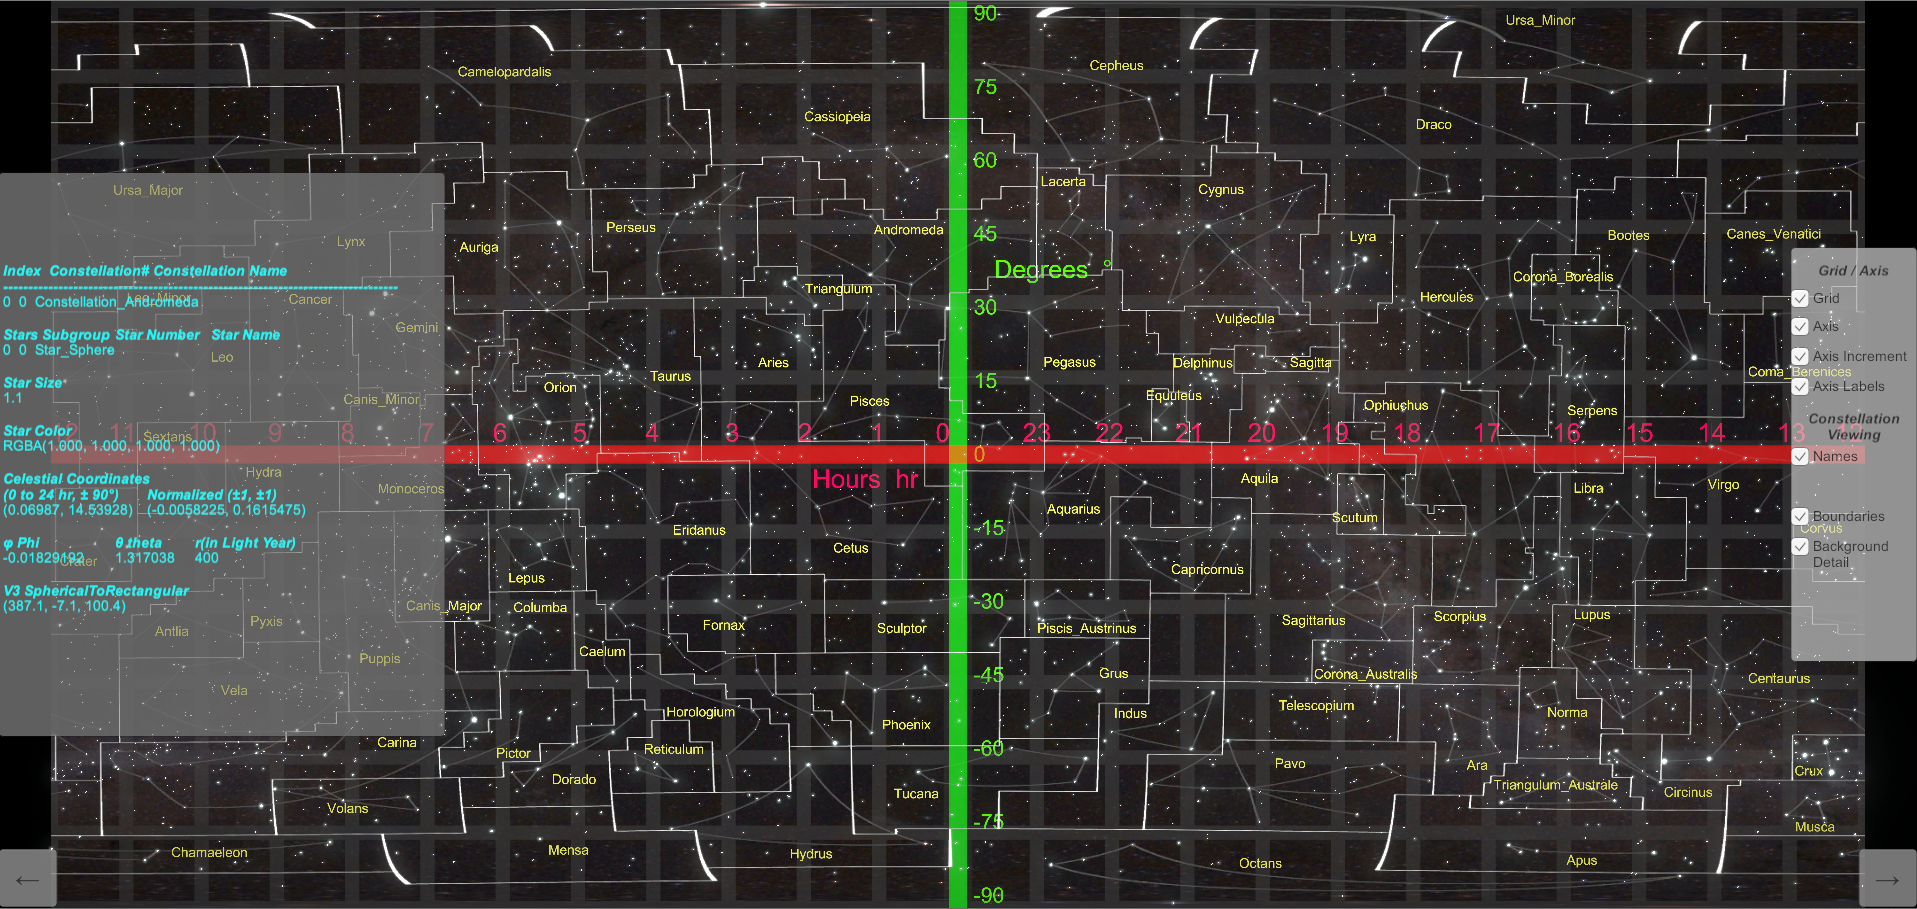 90
Ursa_Minor
Camelopardalis
Cepheus
75
Cassiopeia
Draco
60
Ursa_Major
Lacerta
Cygnus
Lynx
Auriga
Perseus
Andromeda
45
Lyra
Bootes
Canes_Venatici
Degrees °
Corona_Borealis
Triangulum
Hercules
30
Vulpecula
Cancer
Gemini
Leo_Minor
Leo
Aries
Pegasus
Delphinus
Sagitta
Coma_Berenices
Taurus
15
Orion
Canis_Minor
Pisces
Equuleus
Ophiuchus
Serpens
Sextans
12 11 10 9 8 7 6 5 4 3 2 1 0 23 22 21 20 19 18 17 16 15 14 13 12
0
Hours hr
Hydra
Monoceros
Aquila
Libra
Virgo
Aquarius
Scutum
-15
Eridanus
Cetus
Corvus
Crater
Capricornus
Lepus
Canis_Major
Columba
-30
Fornax
Sculptor
Piscis_Austrinus
Sagittarius
Scorpius
Lupus
Antlia
Pyxis
Caelum
Puppis
-45
Grus
Corona_Australis
Centaurus
Vela
Horologium
Phoenix
Indus
Telescopium
Norma
Carina
Pictor
Reticulum
-60
Dorado
Pavo
Ara
Crux
Triangulum_Australe
Circinus
Volans
Tucana
-75
Musca
Chamaeleon
Mensa
Hydrus
Octans
Apus
-90
Index Constellation# Constellation Name
0 0 Constellation_Andromeda
Stars Subgroup Star Number Star Name
0 0 Star_Sphere
Star Size
1.1
Star Color
RGBA(1.000, 1.000, 1.000, 1.000)
Celestial Coordinates
(0 to 24 hr, ± 90°) Normalized (±1, ±1)
(0.06987, 14.53928) (-0.0058225, 0.1615475)
φ Phi θ theta r(in Light Year)
-0.01829192 1.317038 400
V3 SphericalToRectangular
(387.1, -7.1, 100.4)
Grid / Axis
Grid
Axis
Axis Increment
Axis Labels
Constellation
Viewing
Names
Boundaries
Background
Detail
← →